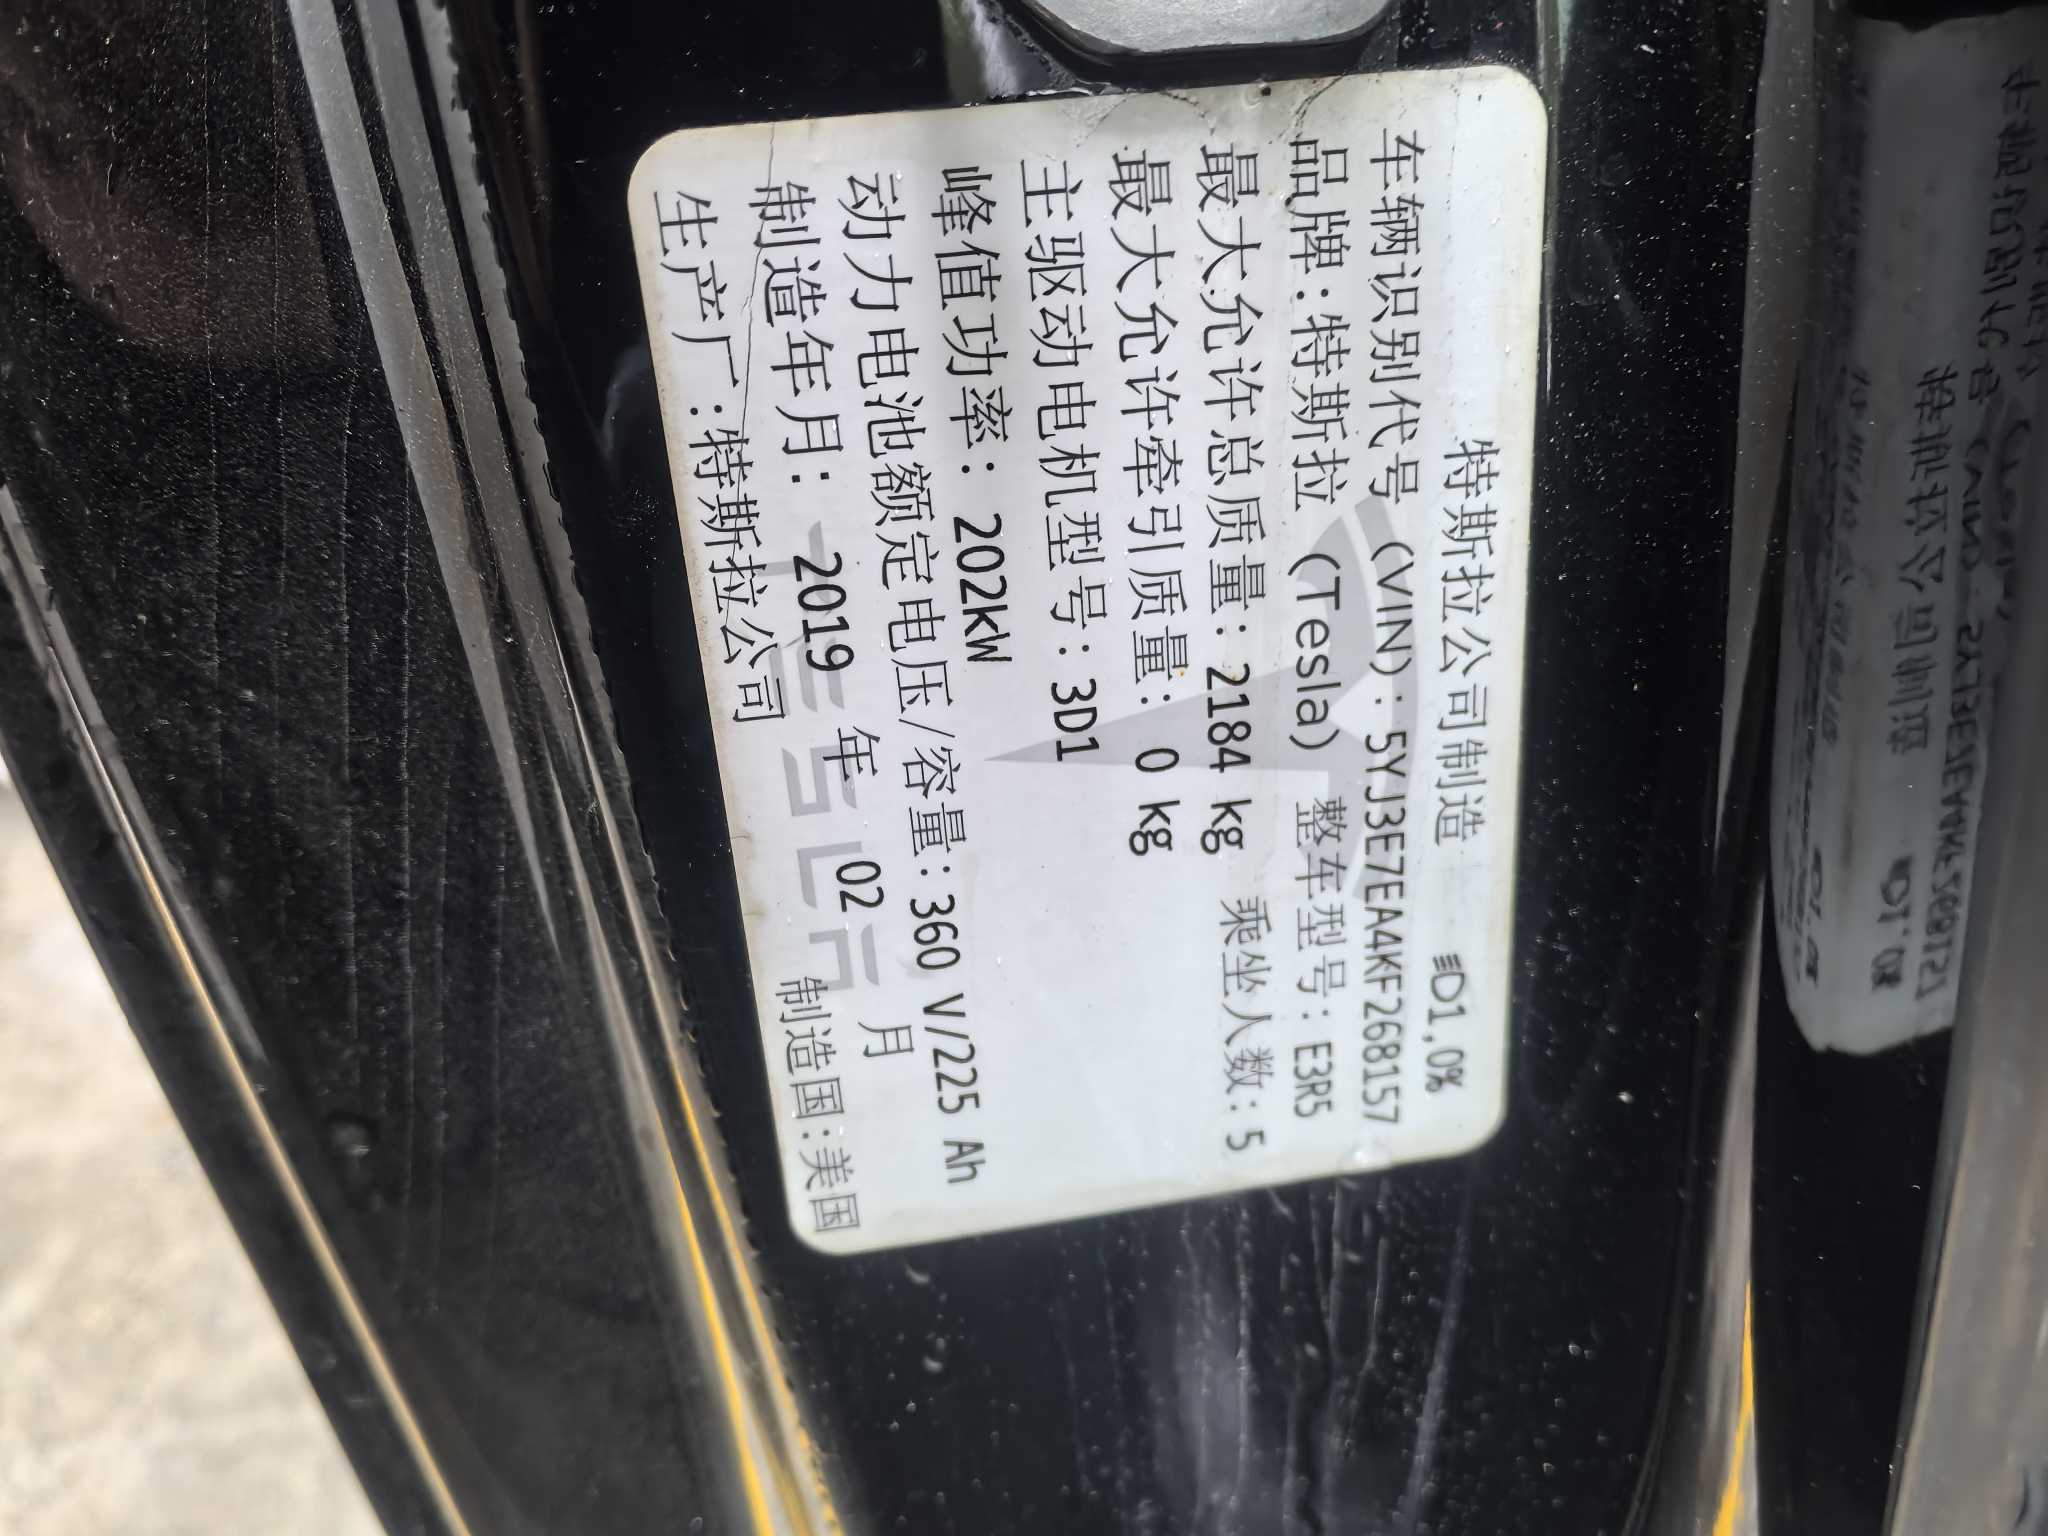 特斯拉公司制造 D1,0%
车辆识别代号 (VIN): 5YJ3E7EA4KF268157
品牌:特斯拉 (Tesla) 整车型号:E3R5
最大允许总质量: 2184 kg 乘坐人数: 5
最大允许牵引质量: 0 kg
主驱动电机型号: 3D1
峰值功率: 202kW
动力电池额定电压/容量:360 V/225 Ah
制造年月: 2019 年 02 月
生产厂:特斯拉公司 制造国:美国
TESLA